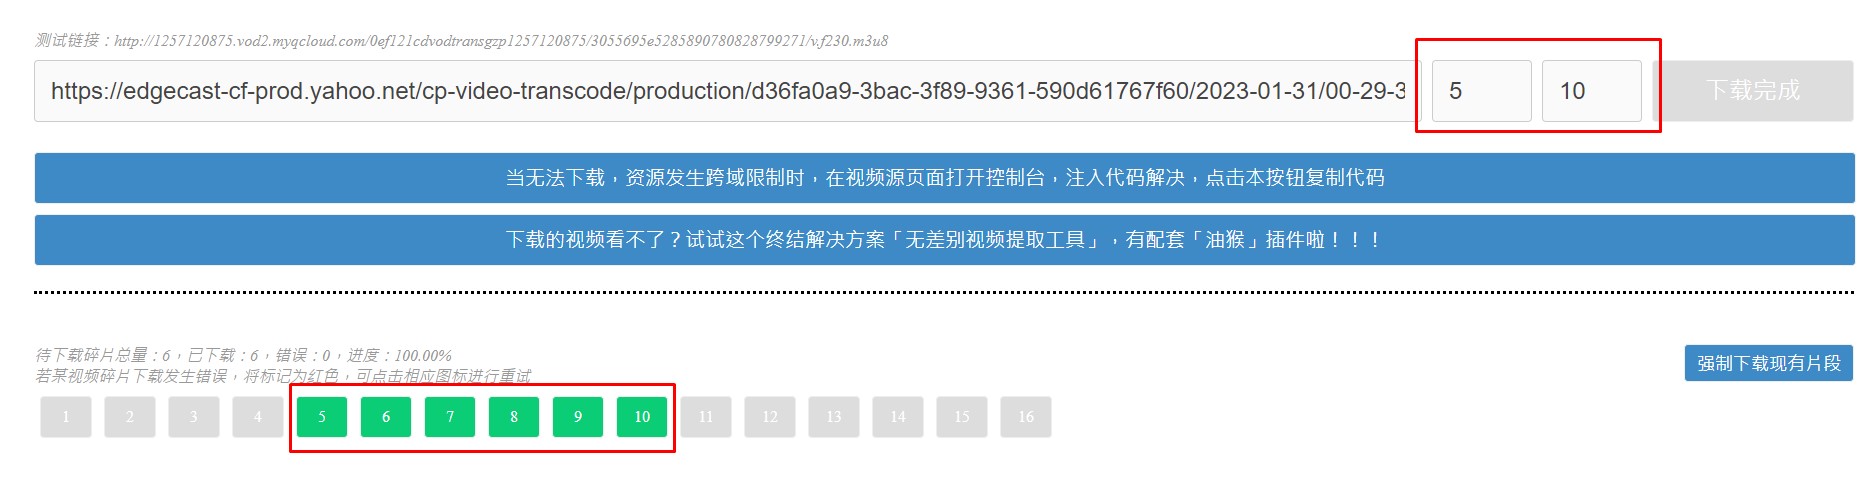 测试链接：http://1257120875.vod2.myqcloud.com/0ef121cdvodtransgzp1257120875/3055695e5285890780828799271/v.f230.m3u8
https://edgecast-cf-prod.yahoo.net/cp-video-transcode/production/d36fa0a9-3bac-3f89-9361-590d61767f60/2023-01-31/00-29-3 5 10 下载完成
当无法下载，资源发生跨域限制时，在视频源页面打开控制台，注入代码解决，点击本按钮复制代码
下载的视频看不了？试试这个终结解决方案「无差别视频提取工具」，有配套「油猴」插件啦！！！
待下载碎片总量：6，已下载：6，错误：0，进度：100.00%
若某视频碎片下载发生错误，将标记为红色，可点击相应图标进行重试
强制下载现有片段
1 2 3 4 5 6 7 8 9 10 11 12 13 14 15 16